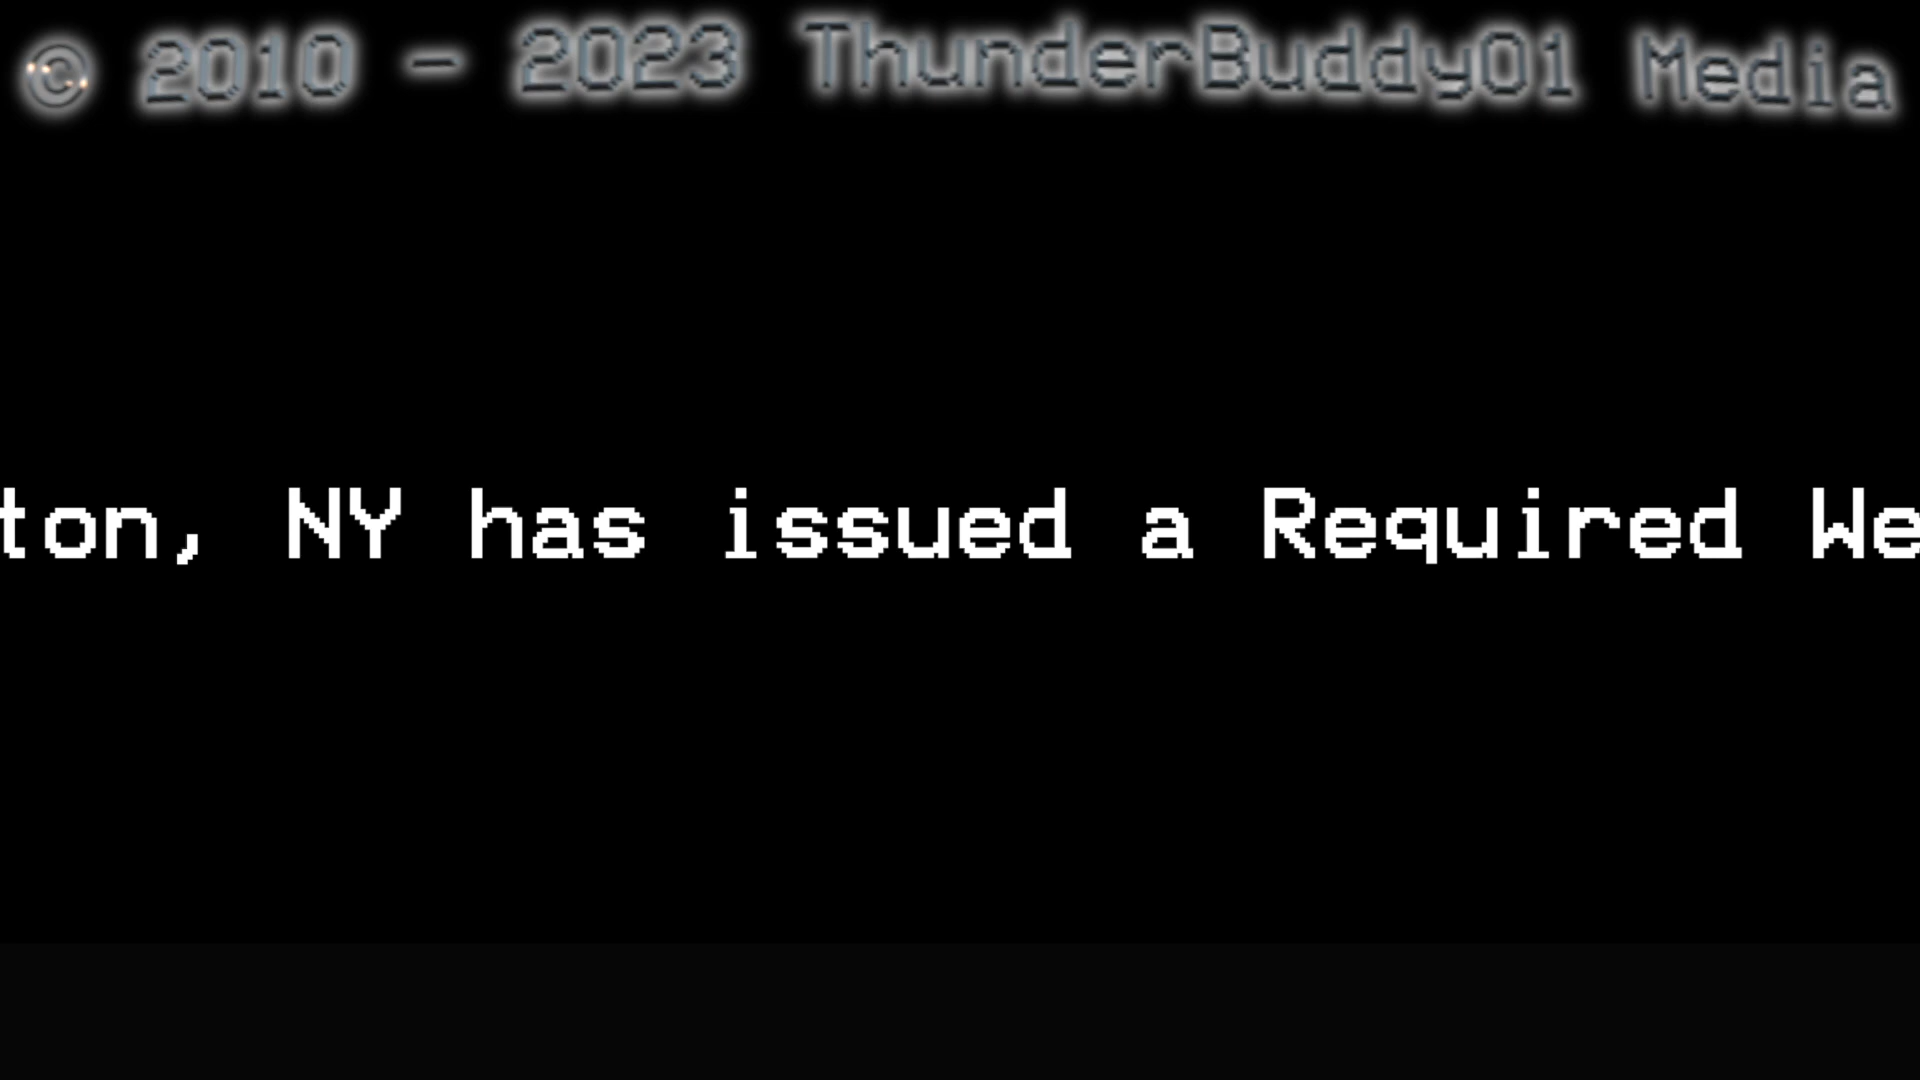 © 2010 - 2023 ThunderBuddy01 Media
ton, NY has issued a Required We